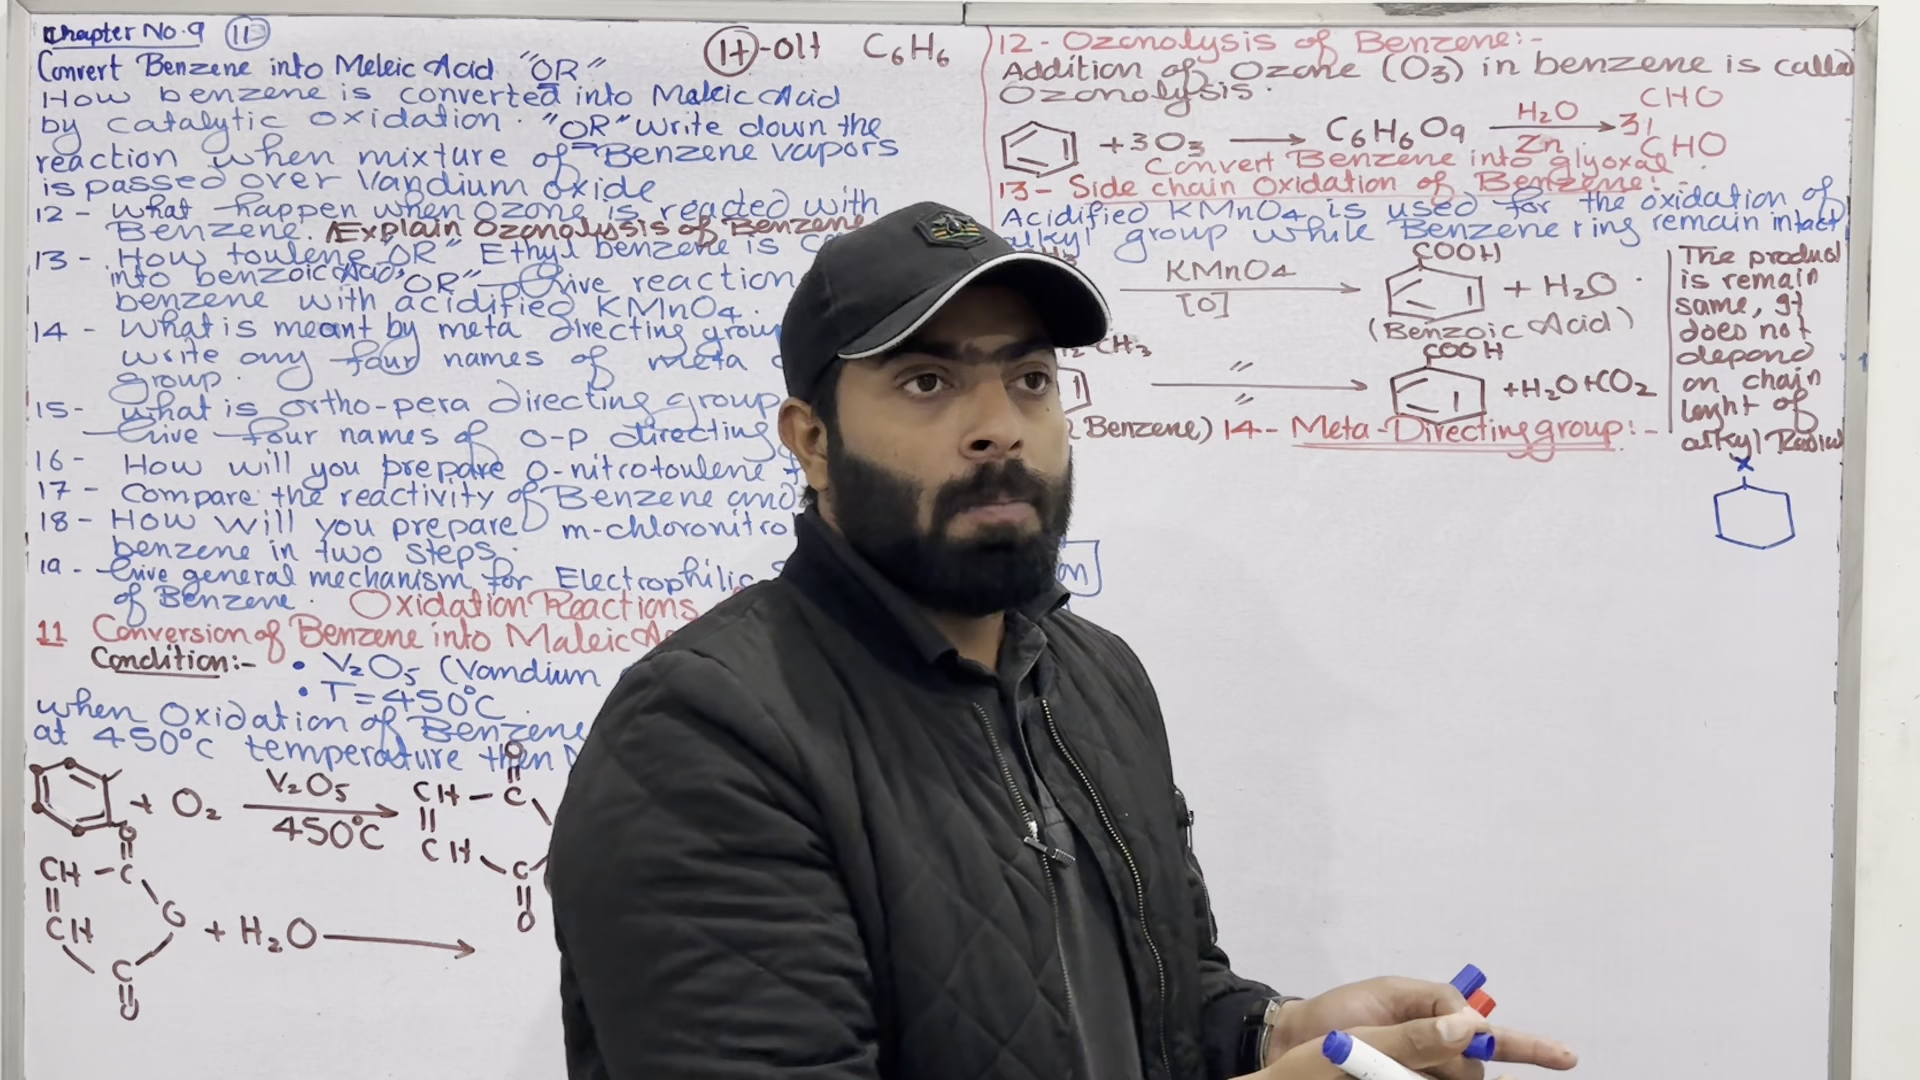 Chapter No.9 (11)
Convert Benzene into Meleic Acid "OR"
How benzene is converted into Maleic Acid
by catalytic oxidation. "OR" write down the
reaction when mixture of Benzene vapors
is passed over Vandium oxide
12 - What happen when Ozone is reacted with
Benzene. Explain Ozonolysis of Benzene
13 - How toulene "OR" Ethyl benzene is
into benzoic Acid, "OR" Give reaction
benzene with acidified KMnO4.
14 - What is meant by meta directing group
write any four names of meta
group.
15 - what is ortho-pera directing group
Give four names of o-p directing
16 - How will you prepare o-nitrotoulene
17 - Compare the reactivity of Benzene and
18 - How will you prepare m-chloronitro
benzene in two steps.
19 - Give general mechanism for Electrophilic
of Benzene.
Oxidation Reactions
11 Conversion of Benzene into Maleic
Condition:-
• V2O5 (Vamdium
• T = 450°C
when Oxidation of Benzene
at 450°C temperature then
+ O2 V2O5 450°C CH - C
O
CH C
O
O
CH - C
CH
C
O
+ H2O
-OH C6H6
12 - Ozonolysis of Benzene:-
Addition of Ozone (O3) in benzene is called
Ozonolysis.
+ 3O3 C6H6O9 H2O Zn 3 CHO
CHO
Convert Benzene into glyoxal
13 - Side chain Oxidation of Benzene:-
Acidified KMnO4 is used for the oxidation of
alkyl group while Benzene ring remain intact
KMnO4 [O] COOH + H2O
(Benzoic Acid)
CH3 COOH + H2O + CO2
Benzene)
The product
is remain
same, it
does not
depend
on chain
lenght of
alkyl Radical
14 - Meta-Directing group:-
X
on